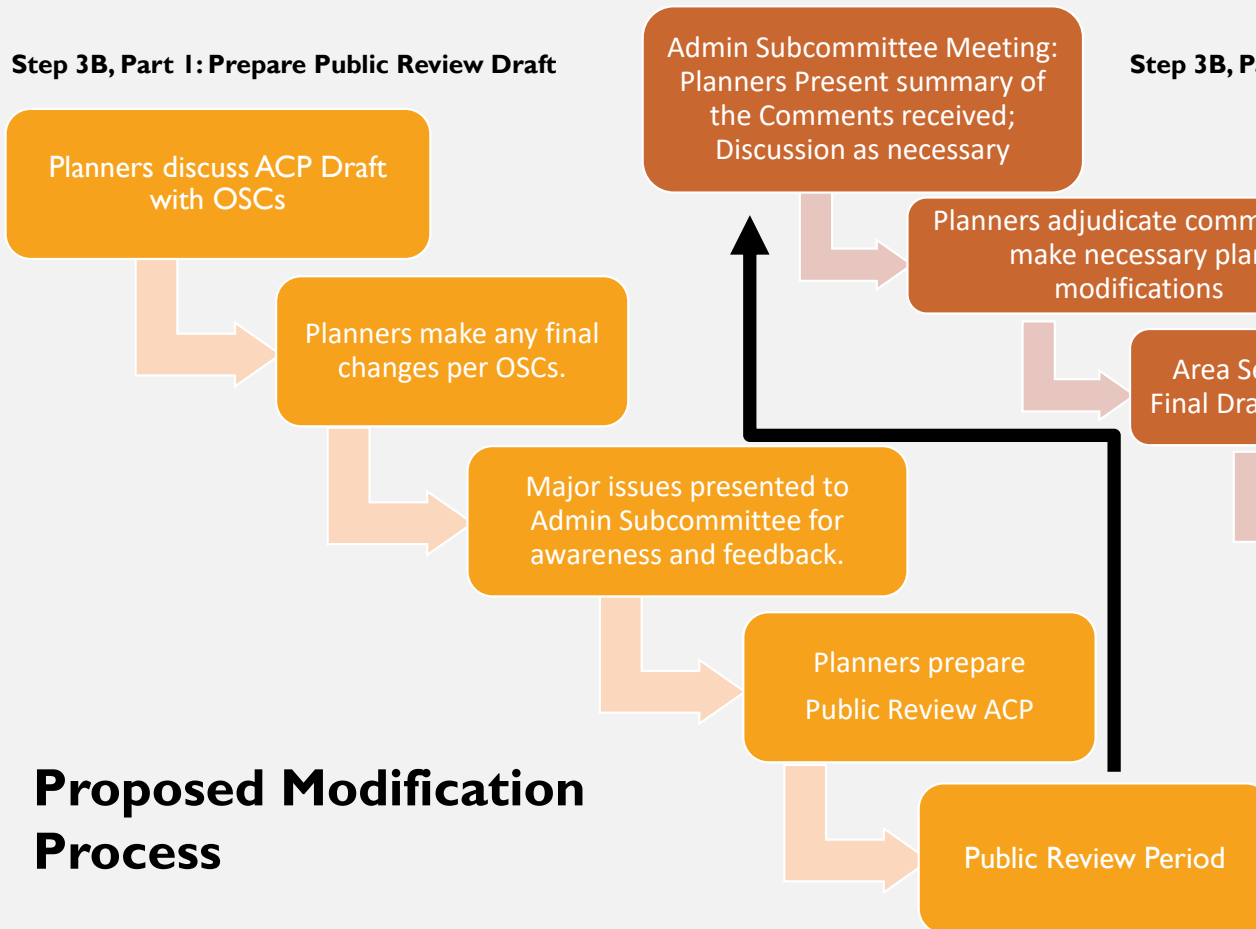 Step 3B, Part 1: Prepare Public Review Draft
Planners discuss ACP Draft
with OSCs
Planners make any final
changes per OSCs.
Major issues presented to
Admin Subcommittee for
awareness and feedback.
Planners prepare
Public Review ACP
Public Review Period
Proposed Modification
Process
Step 3B,
Admin Subcommittee Meeting:
Planners Present summary of
the Comments received;
Discussion as necessary
Planners adjudicate
make necessary
modifications
Area
Final